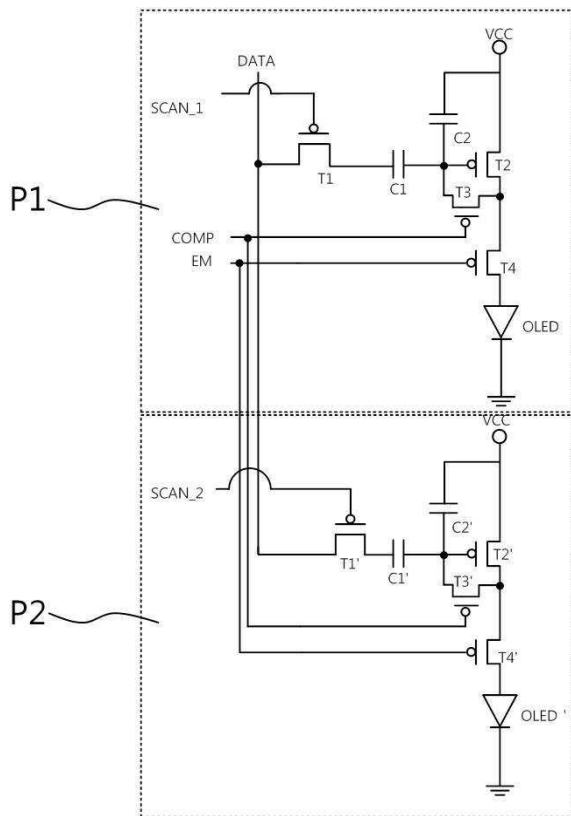 VCC
DATA
SCAN_1
C2
T2
T1
C1
T3
P1
COMP
EM
T4
OLED
VCC
SCAN_2
C2'
T2'
T1'
C1'
T3'
P2
T4'
OLED '